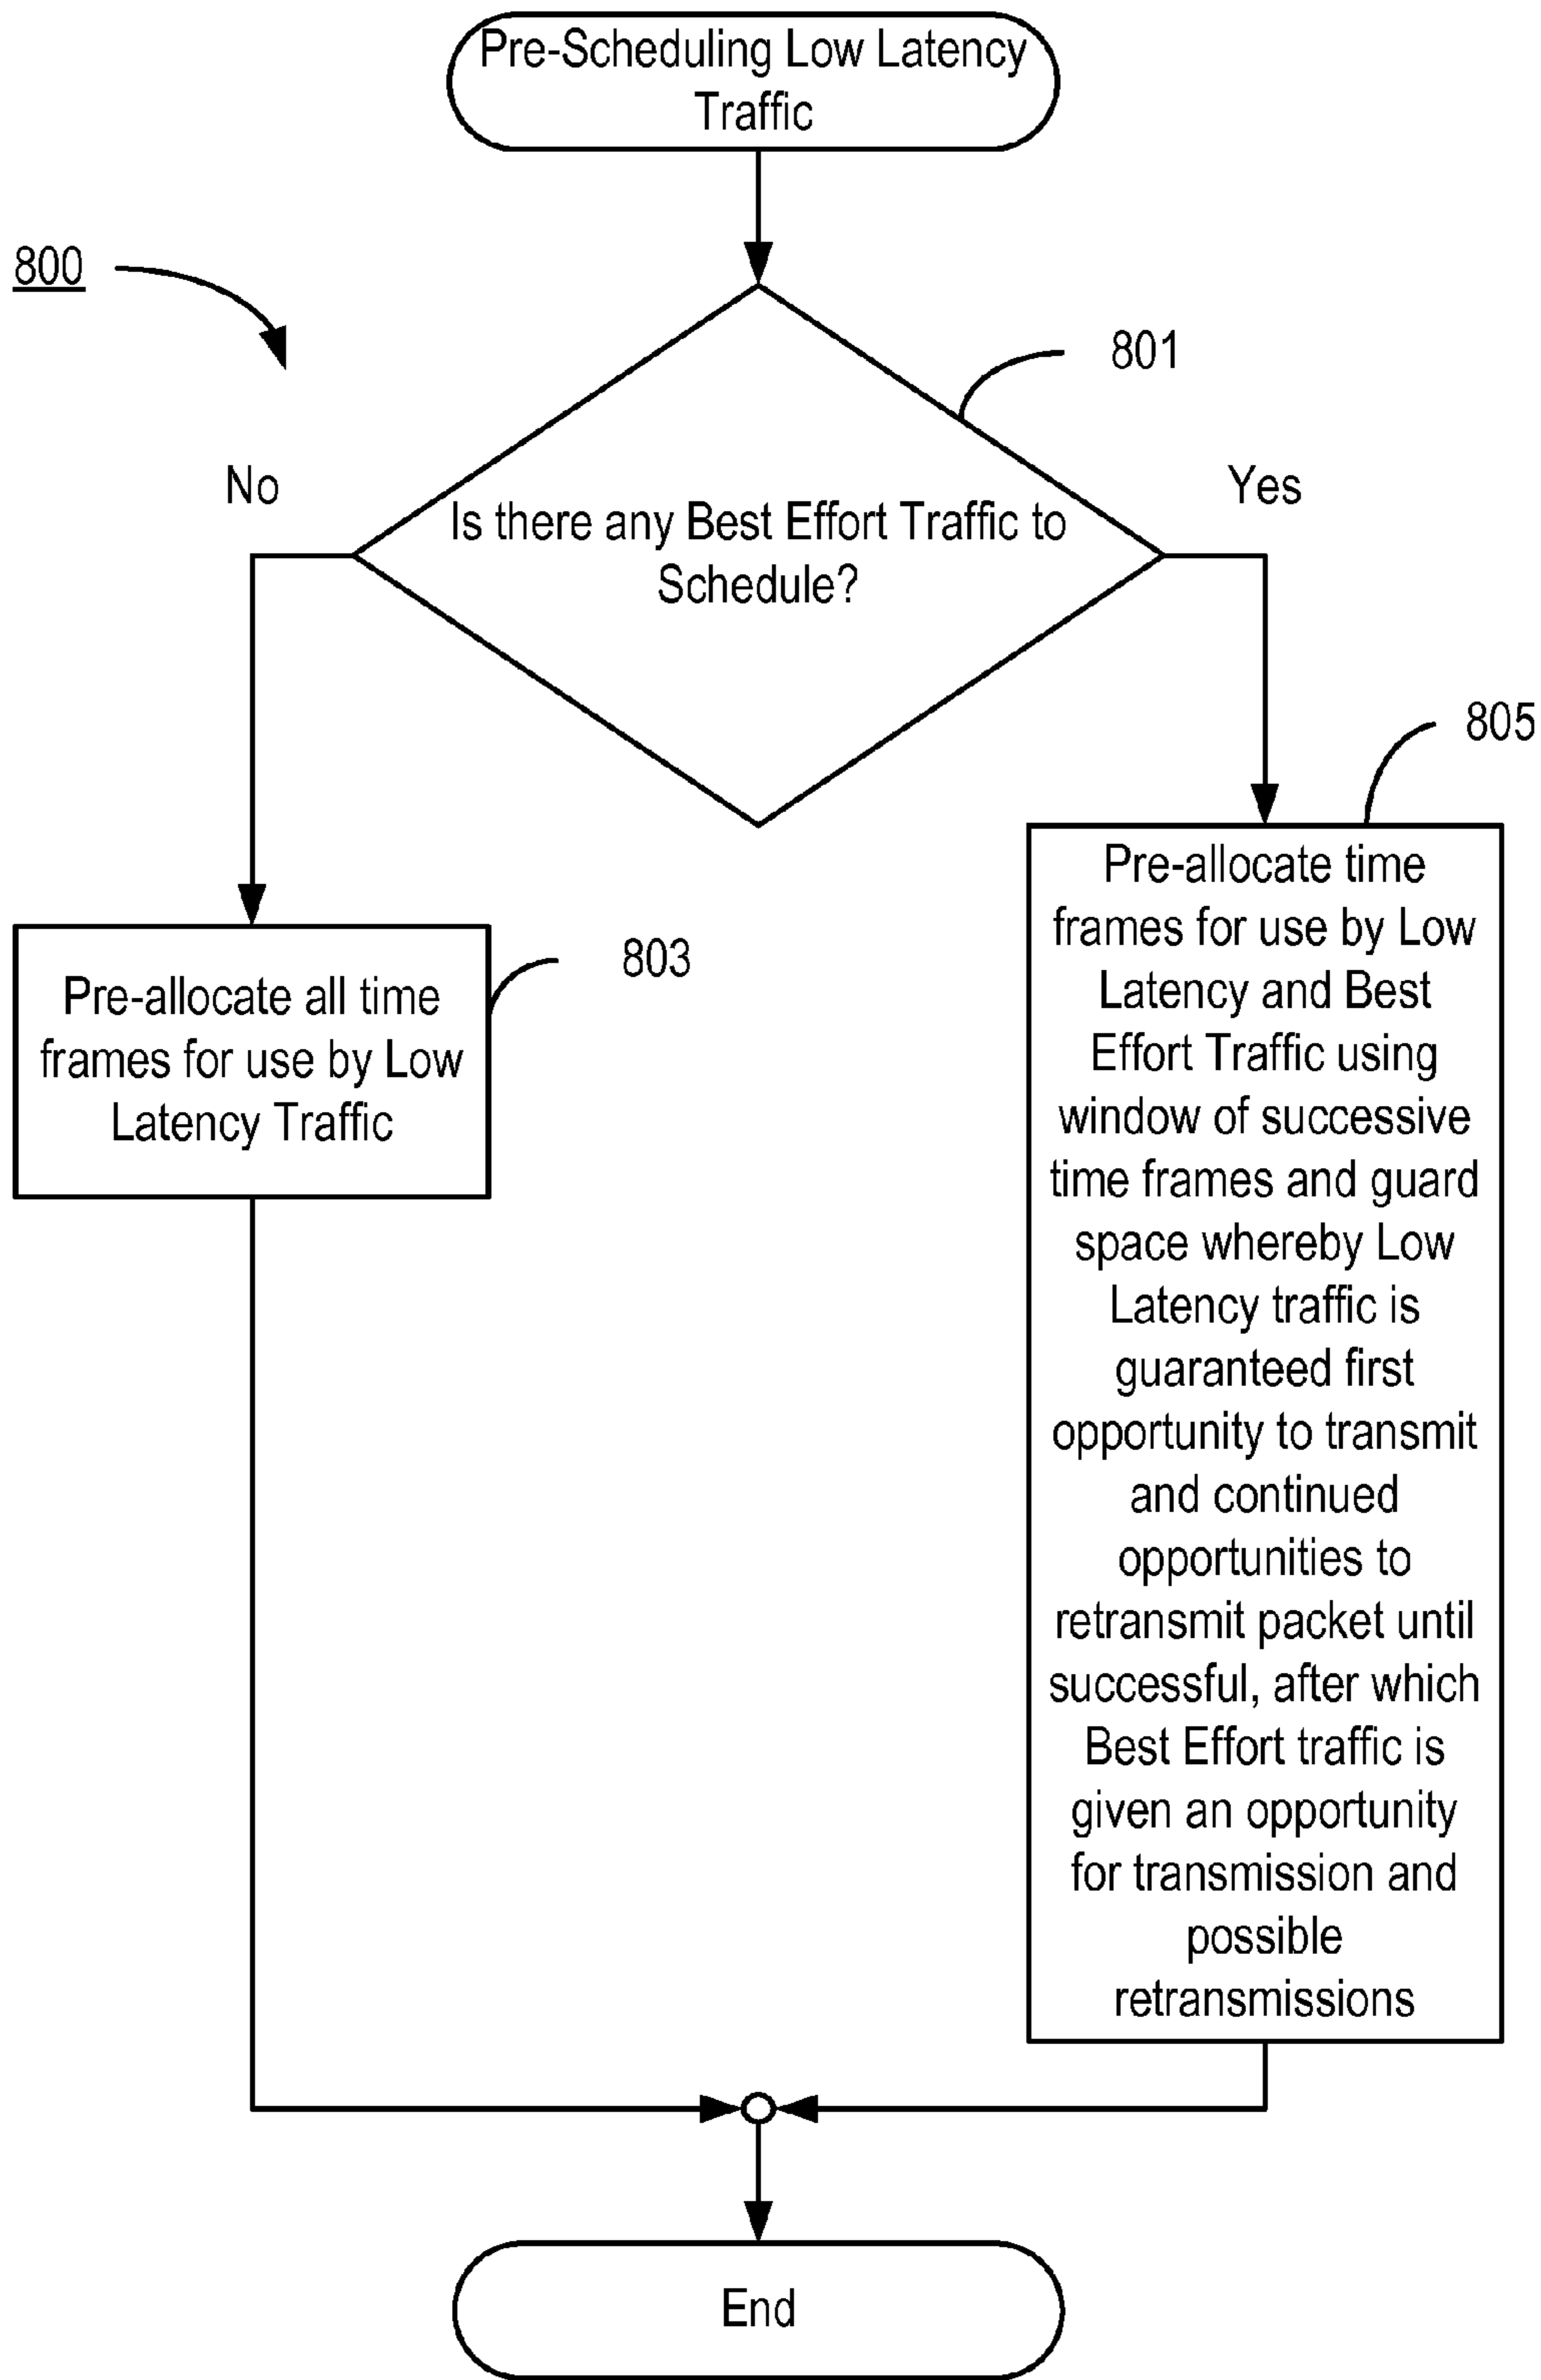 Pre-Scheduling Low Latency
Traffic
800
801
No
Yes
Is there any Best Effort Traffic to
Schedule?
805
803
Pre-allocate all time
frames for use by Low
Latency Traffic
Pre-allocate time
frames for use by Low
Latency and Best
Effort Traffic using
window of successive
time frames and guard
space whereby Low
Latency traffic is
guaranteed first
opportunity to transmit
and continued
opportunities to
retransmit packet until
successful, after which
Best Effort traffic is
given an opportunity
for transmission and
possible
retransmissions
End